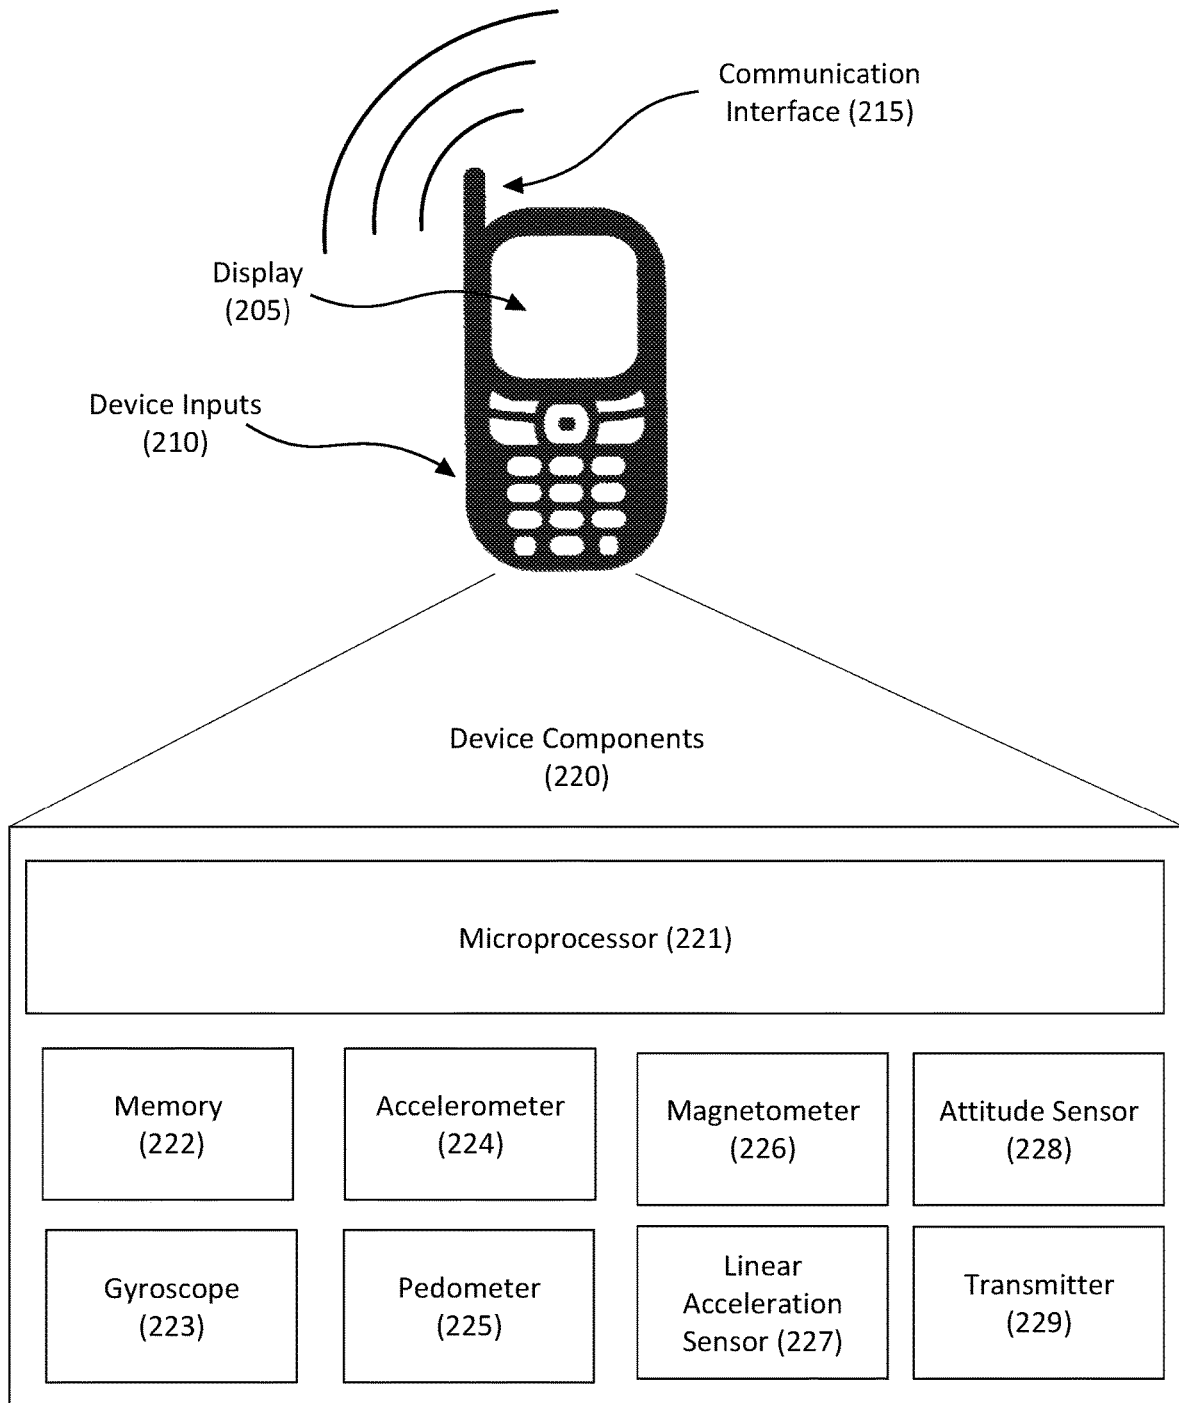 Communication
Interface (215)
Display
(205)
Device Inputs
(210)
Device Components
(220)
Microprocessor (221)
Memory
(222)
Accelerometer
(224)
Magnetometer
(226)
Attitude Sensor
(228)
Gyroscope
(223)
Pedometer
(225)
Linear
Acceleration
Sensor (227)
Transmitter
(229)